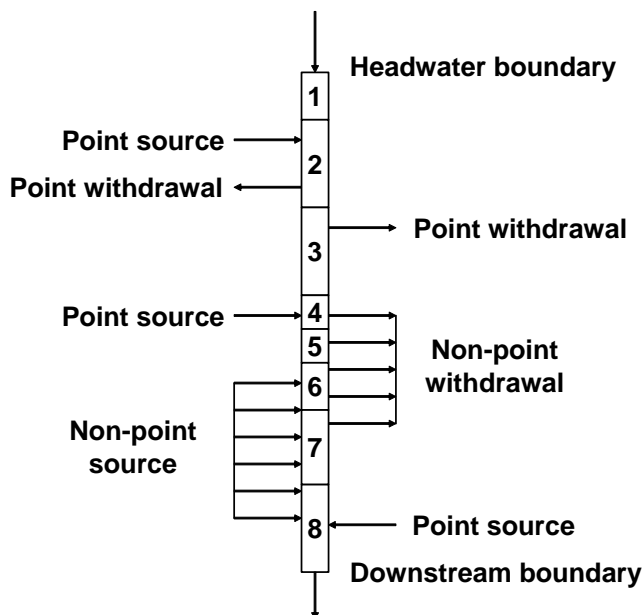 Headwater boundary
1
Point source
2
Point withdrawal
Point withdrawal
3
Point source
4
5
Non-point
withdrawal
6
Non-point
source
7
8
Point source
Downstream boundary